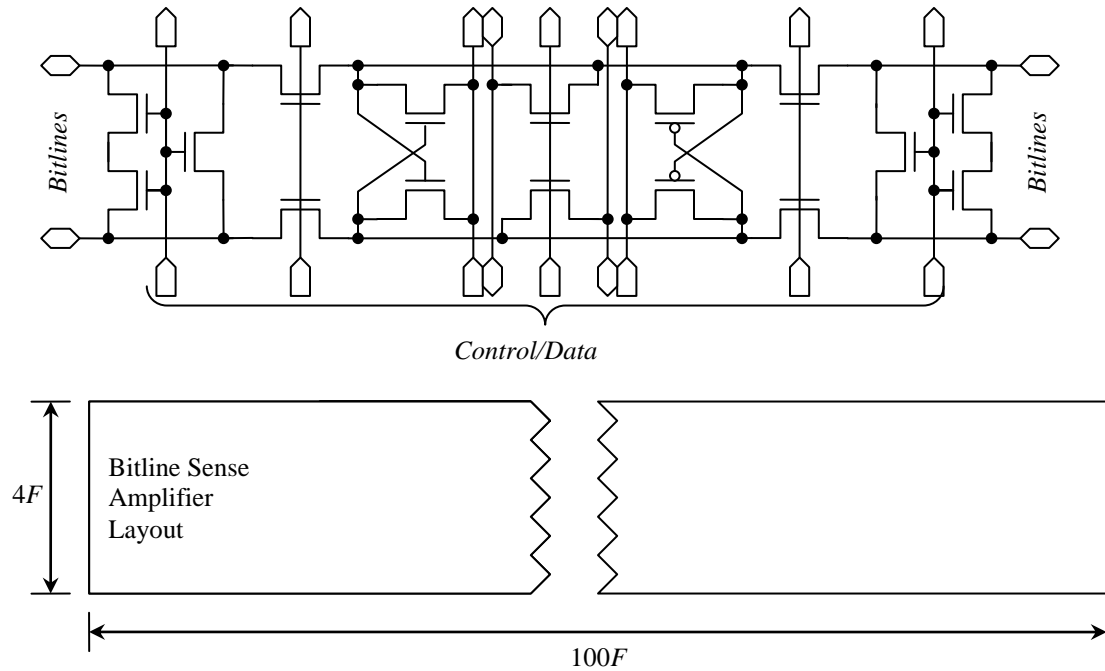 Bitlines
Bitlines
Control/Data
4F
Bitline Sense
Amplifier
Layout
100F